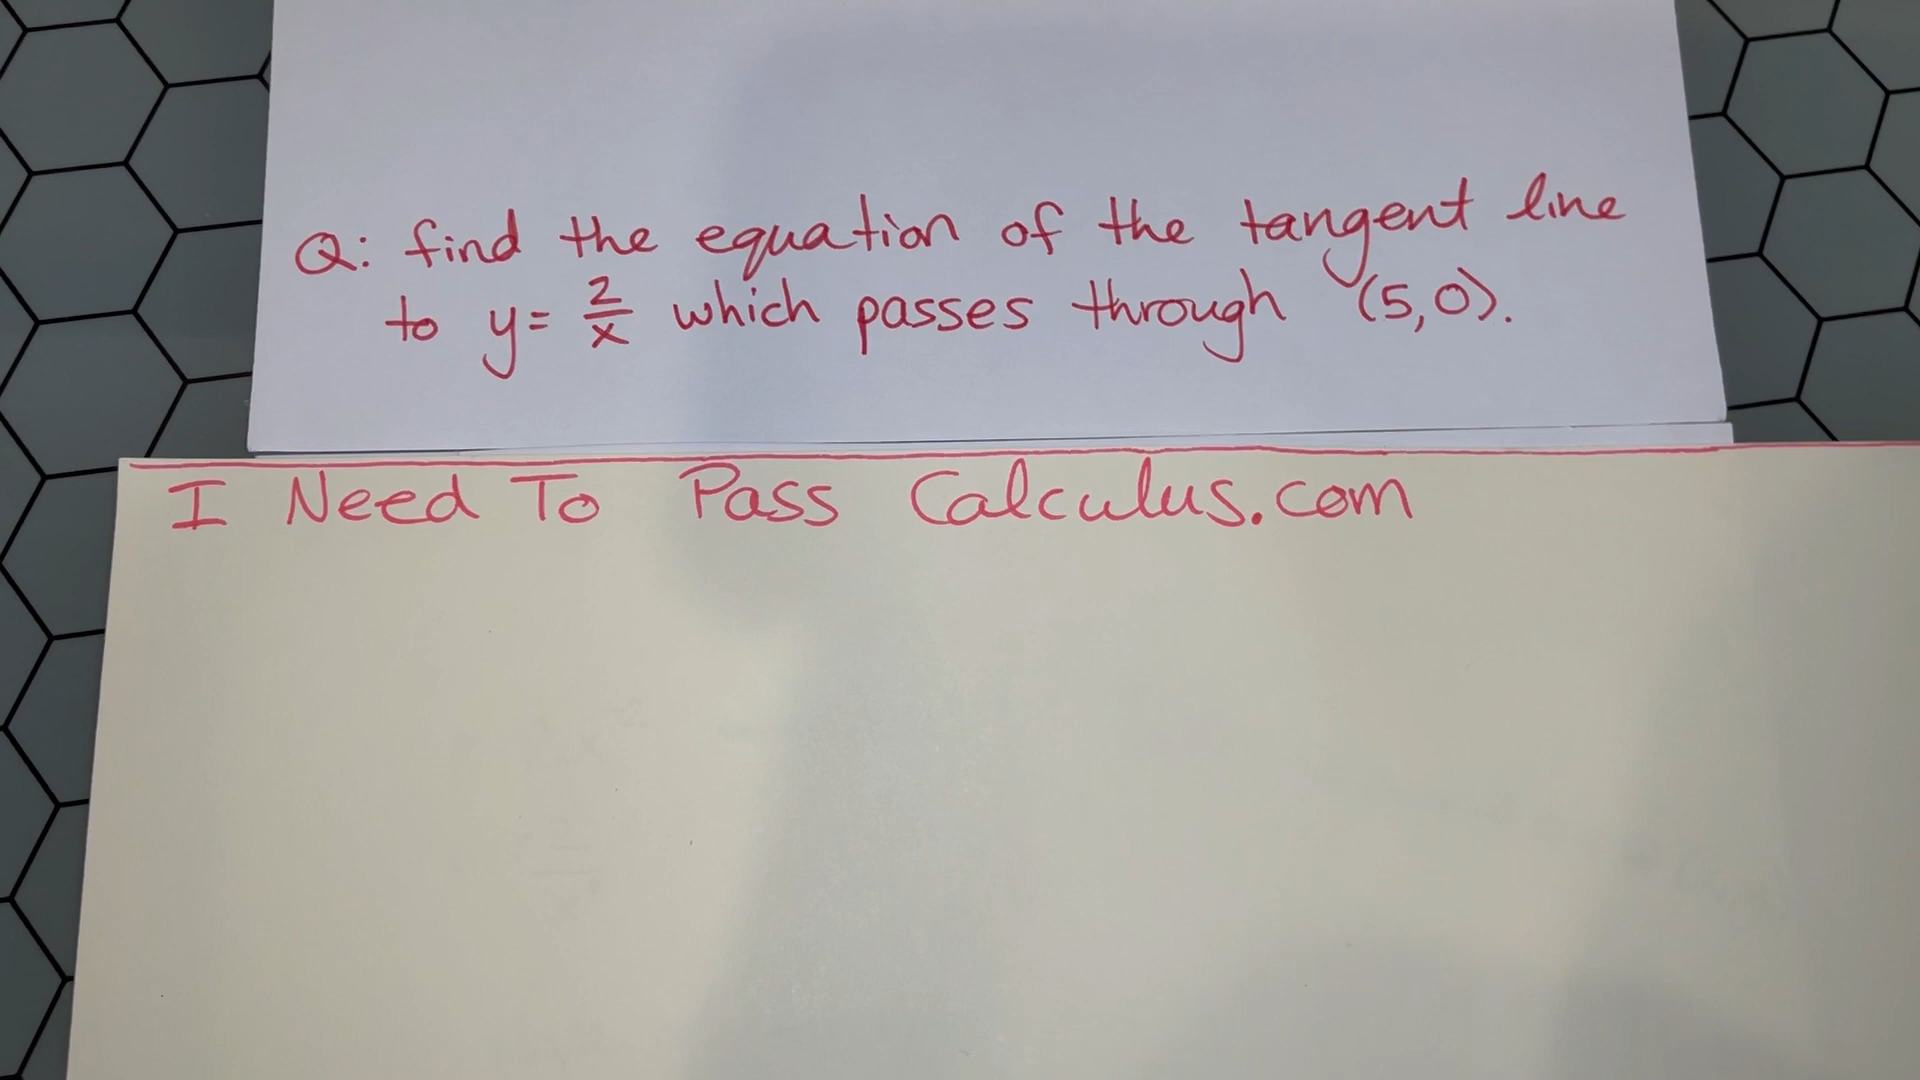 Q: find the equation of the tangent line
to y = 2/x which passes through (5,0).
I Need To Pass Calculus.com